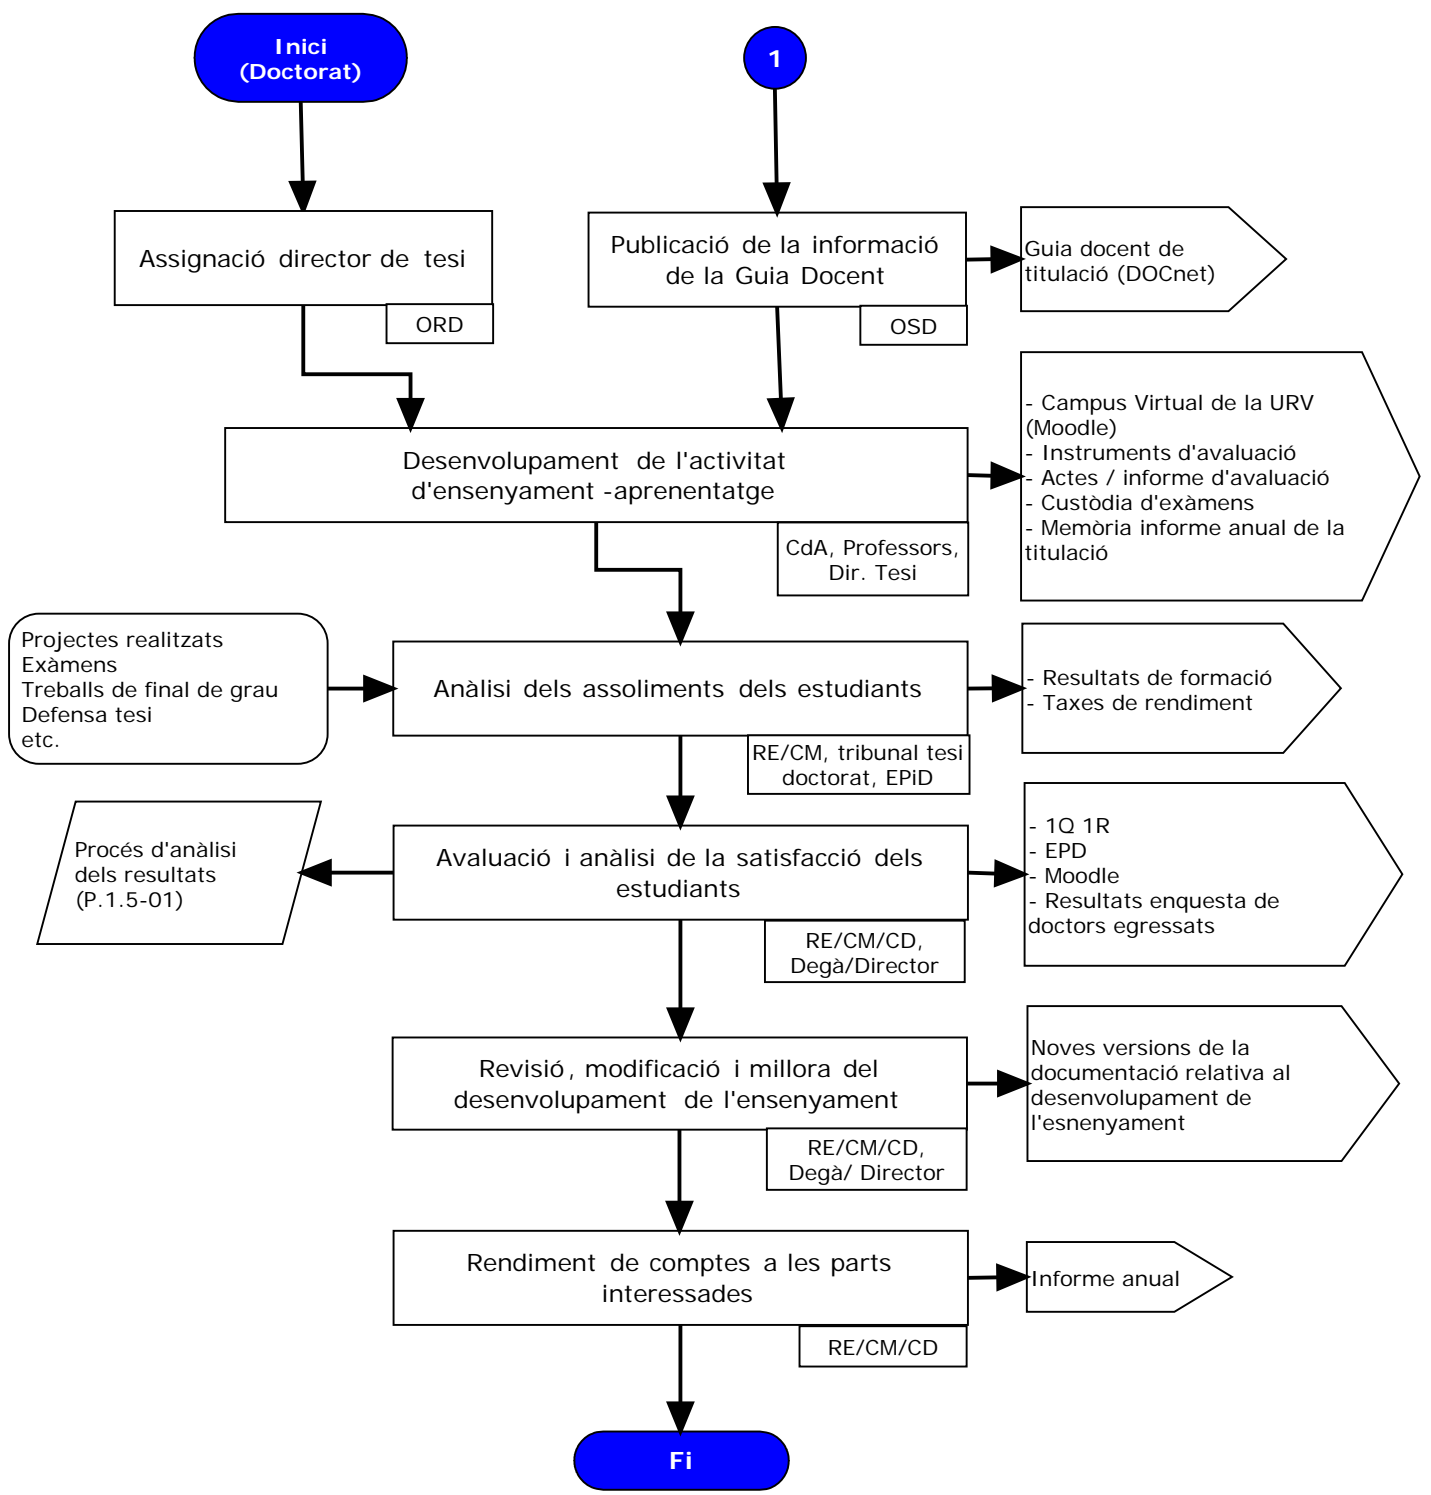 Inici
(Doctorat)
1
Assignació director de tesi
ORD
Publicació de la informació
de la Guia Docent
OSD
Guia docent de
titulació (DOCnet)
Desenvolupament de l'activitat
d'ensenyament -aprenentatge
CdA, Professors,
Dir. Tesi
- Campus Virtual de la URV
(Moodle)
- Instruments d'avaluació
- Actes / informe d'avaluació
- Custòdia d'exàmens
- Memòria informe anual de la
titulació
Projectes realitzats
Exàmens
Treballs de final de grau
Defensa tesi
etc.
Anàlisi dels assoliments dels estudiants
RE/CM, tribunal tesi
doctorat, EPiD
- Resultats de formació
- Taxes de rendiment
Procés d'anàlisi
dels resultats
(P.1.5-01)
Avaluació i anàlisi de la satisfacció dels
estudiants
RE/CM/CD,
Degà/Director
- 1Q 1R
- EPD
- Moodle
- Resultats enquesta de
doctors egressats
Revisió, modificació i millora del
desenvolupament de l'ensenyament
RE/CM/CD,
Degà/ Director
Noves versions de la
documentació relativa al
desenvolupament de
l'esnenyament
Rendiment de comptes a les parts
interessades
RE/CM/CD
Informe anual
Fi